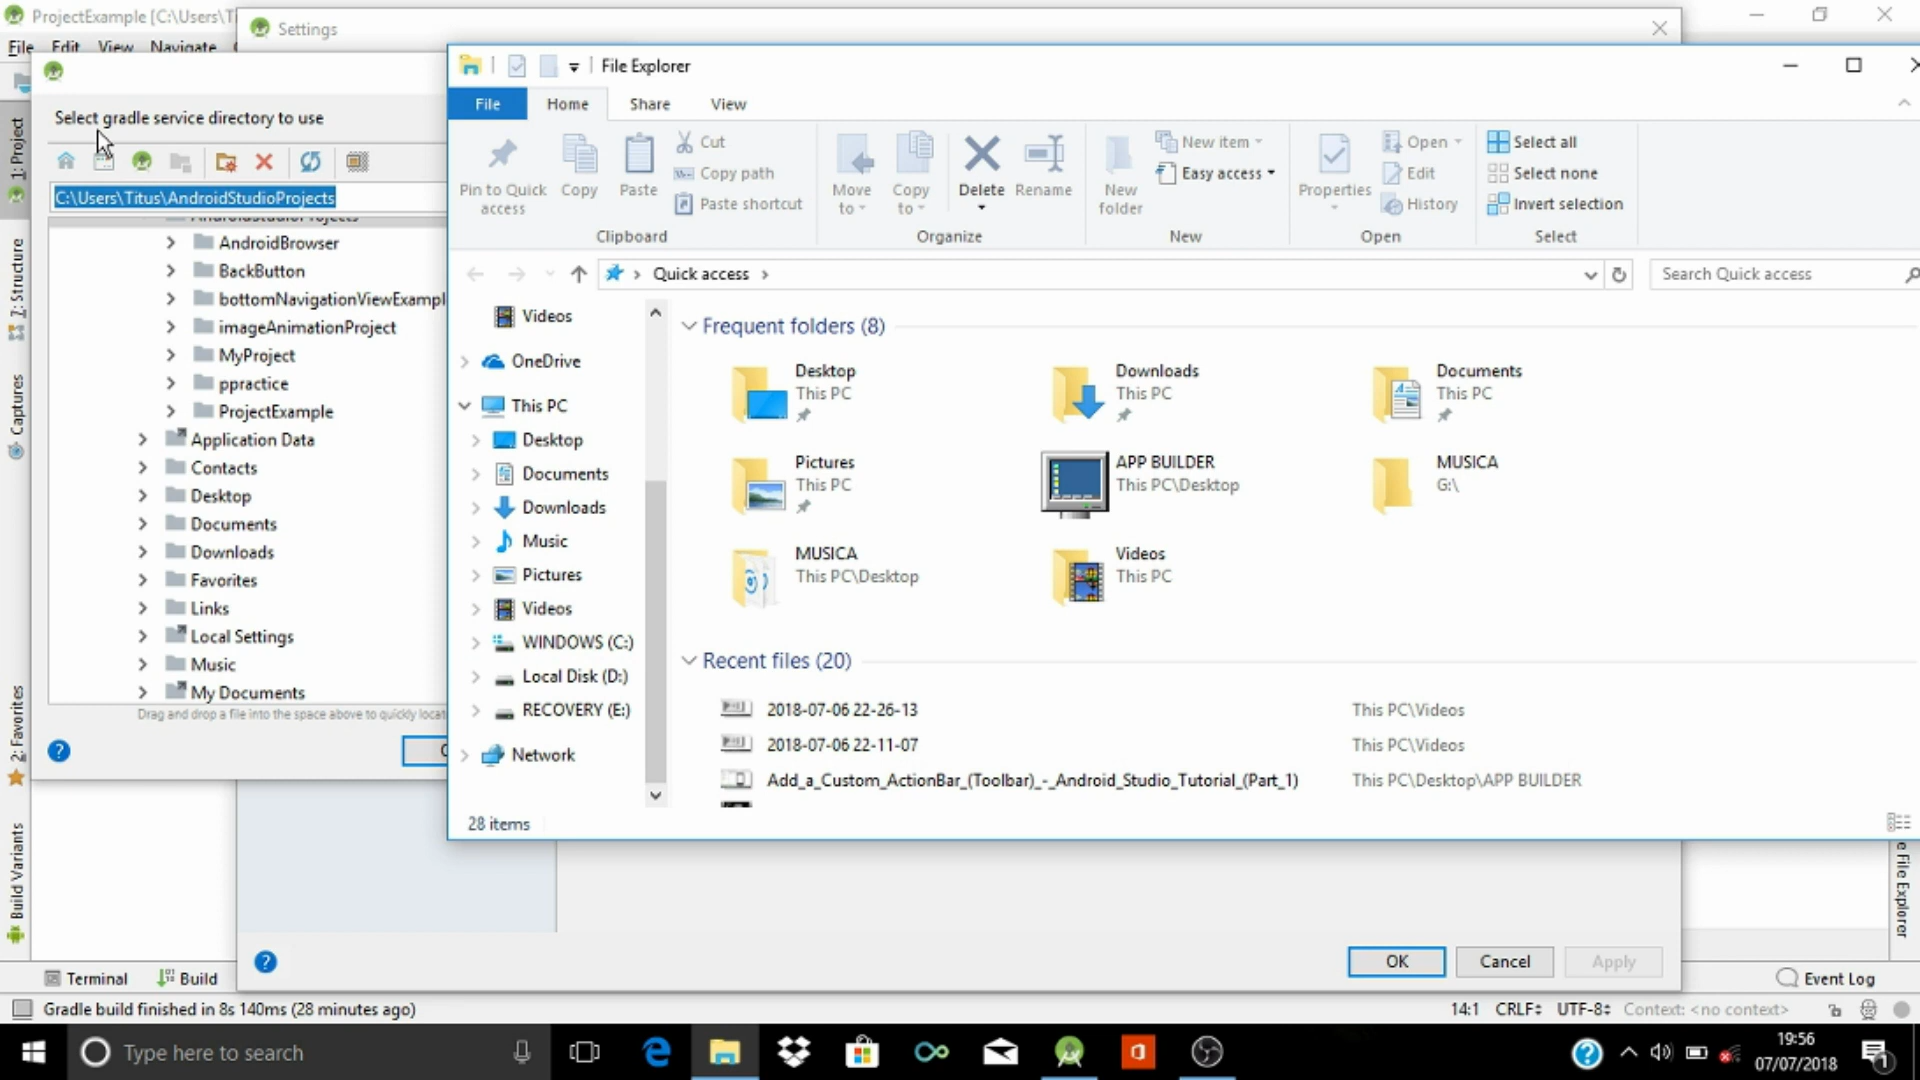 ProjectExample [C:\Users\Ti
File Edit View Navigate
Settings
Select gradle service directory to use
C:\Users\Titus\AndroidStudioProjects
AndroidStudioProjects
AndroidBrowser
BackButton
bottomNavigationViewExampl
imageAnimationProject
MyProject
ppractice
ProjectExample
Application Data
Contacts
Desktop
Documents
Downloads
Favorites
Links
Local Settings
Music
My Documents
Drag and drop a file into the space above to quickly locat
1: Project
7: Structure
Captures
2: Favorites
Build Variants
File Explorer
File Home Share View
Pin to Quick access
Copy
Paste
Cut
Copy path
Paste shortcut
Clipboard
Move to
Copy to
Delete
Rename
Organize
New folder
New item
Easy access
New
Properties
Open
Edit
History
Open
Select all
Select none
Invert selection
Select
Quick access
Search Quick access
Videos
OneDrive
This PC
Desktop
Documents
Downloads
Music
Pictures
Videos
WINDOWS (C:)
Local Disk (D:)
RECOVERY (E:)
Network
Frequent folders (8)
Desktop
This PC
Downloads
This PC
Documents
This PC
Pictures
This PC
APP BUILDER
This PC\Desktop
MUSICA
G:\
MUSICA
This PC\Desktop
Videos
This PC
Recent files (20)
2018-07-06 22-26-13 This PC\Videos
2018-07-06 22-11-07 This PC\Videos
Add_a_Custom_ActionBar_(Toolbar)_-_Android_Studio_Tutorial_(Part_1) This PC\Desktop\APP BUILDER
28 items
e File Explorer
OK Cancel Apply
Terminal Build Event Log
Gradle build finished in 8s 140ms (28 minutes ago) 14:1 CRLF÷ UTF-8÷ Context: <no context>
Type here to search
19:56
07/07/2018
1